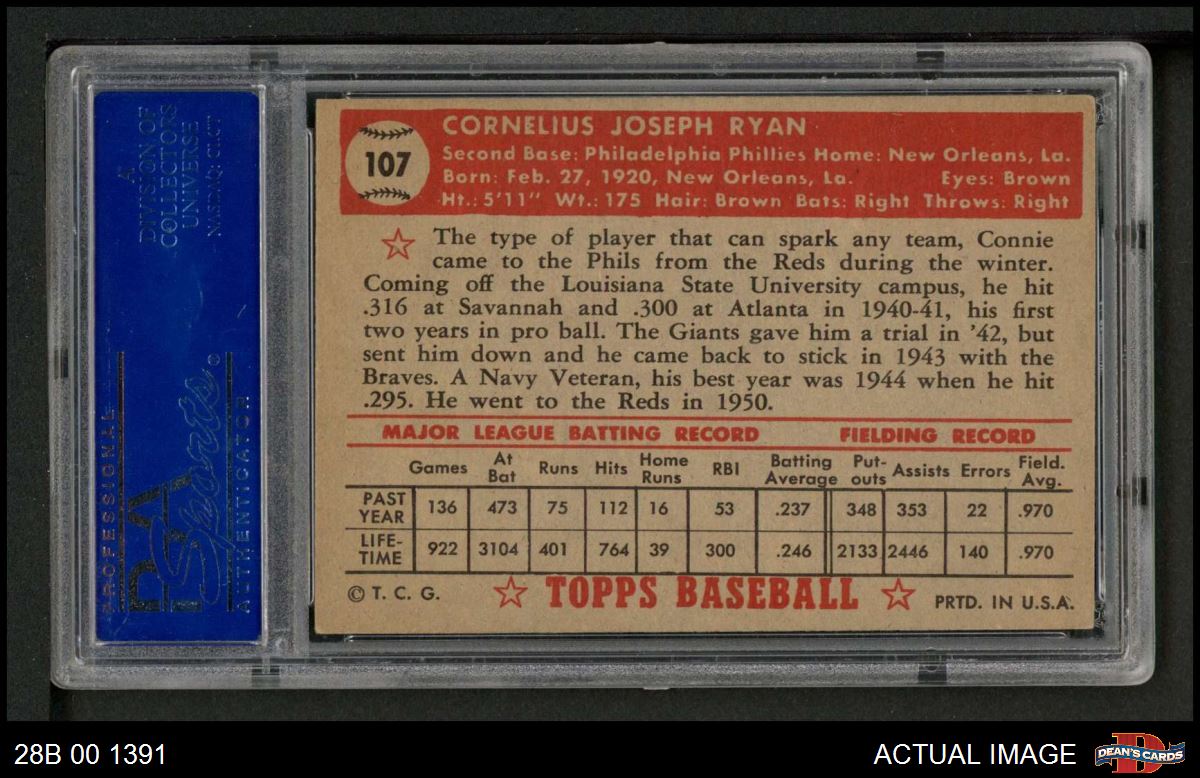 A
DIVISION OF
COLLECTORS
UNIVERSE
NASDAQ: CLCT
PROFESSIONAL
PSA
Sports
AUTHENTICATOR
107
CORNELIUS JOSEPH RYAN
Second Base: Philadelphia Phillies Home: New Orleans, La.
Born: Feb. 27, 1920, New Orleans, La. Eyes: Brown
Ht.: 5'11" Wt.: 175 Hair: Brown Bats: Right Throws: Right
The type of player that can spark any team, Connie
came to the Phils from the Reds during the winter.
Coming off the Louisiana State University campus, he hit
.316 at Savannah and .300 at Atlanta in 1940-41, his first
two years in pro ball. The Giants gave him a trial in '42, but
sent him down and he came back to stick in 1943 with the
Braves. A Navy Veteran, his best year was 1944 when he hit
.295. He went to the Reds in 1950.
MAJOR LEAGUE BATTING RECORD FIELDING RECORD
Games At Bat Runs Hits Home Runs RBI Batting Average Put-outs Assists Errors Field. Avg.
PAST YEAR 136 473 75 112 16 53 .237 348 353 22 .970
LIFE-TIME 922 3104 401 764 39 300 .246 2133 2446 140 .970
© T. C. G. TOPPS BASEBALL PRTD. IN U.S.A.
28B 00 1391 ACTUAL IMAGE DEAN'S CARDS